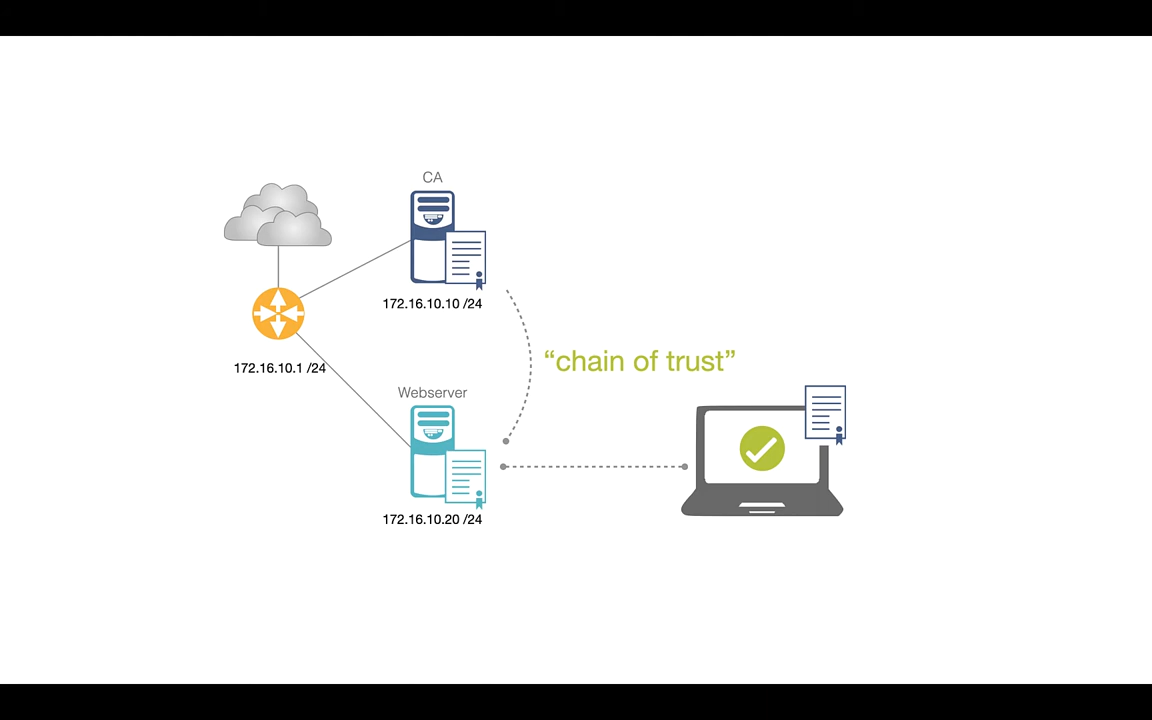 CA
172.16.10.10 /24
172.16.10.1 /24
“chain of trust”
Webserver
172.16.10.20 /24